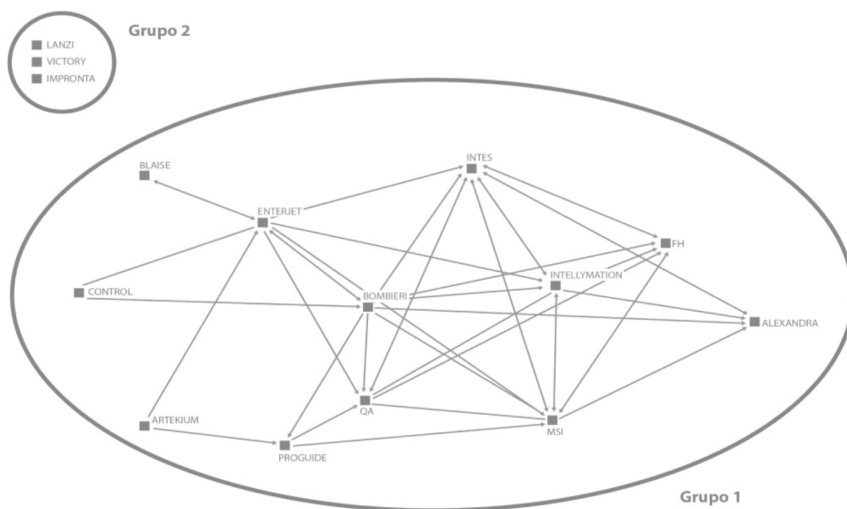 Grupo 2
LANZI
VICTORY
IMPRONTA
BLAISE
INTES
ENTERJET
FH
INTELLYMATION
CONTROL
BOMBIERI
ALEXANDRA
QA
ARTEKIUM
MSI
PROGUIDE
Grupo 1